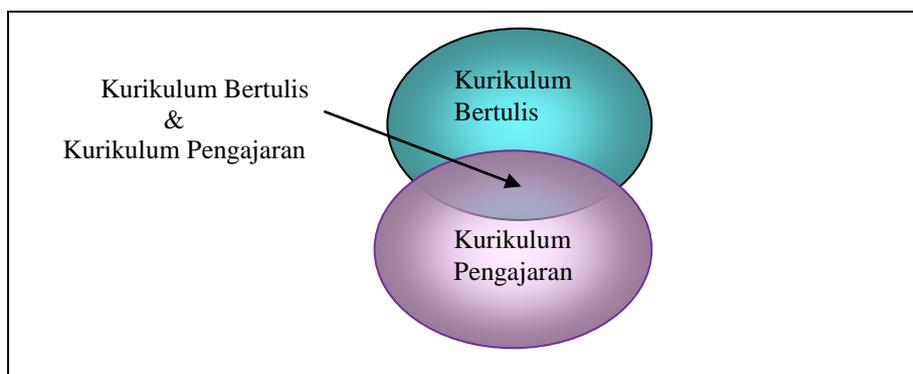 Kurikulum Bertulis
&
Kurikulum Pengajaran
Kurikulum
Bertulis
Kurikulum
Pengajaran